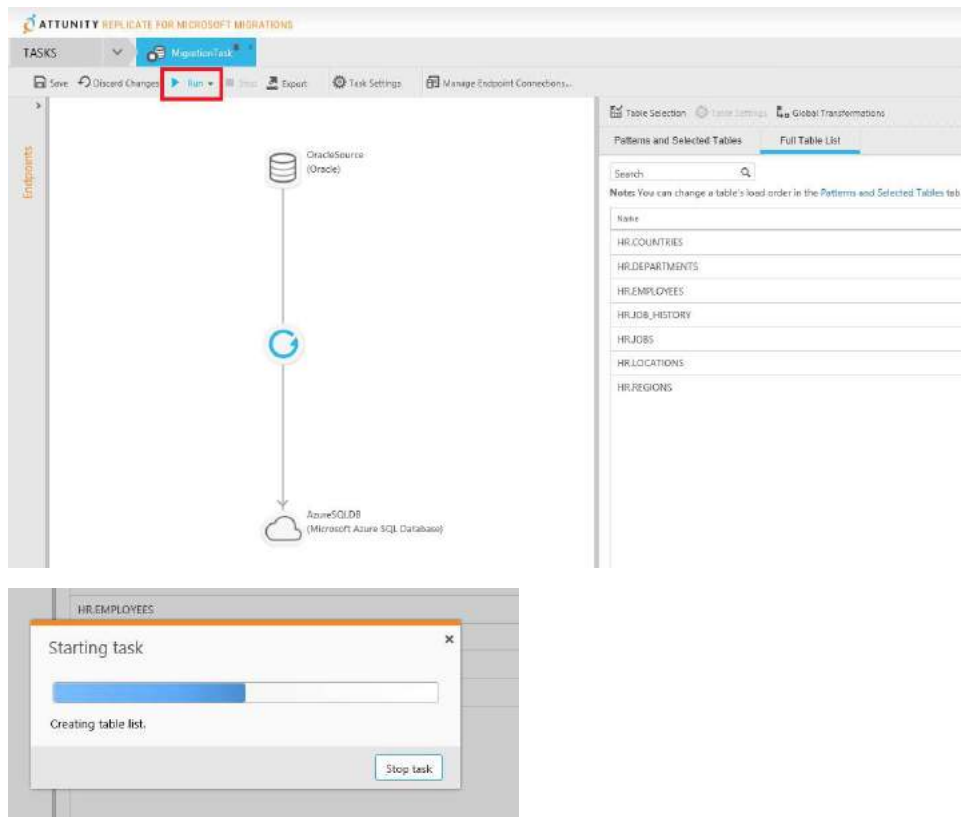 ATTUNITY REPLICATE FOR MICROSOFT MIGRATIONS
TASKS MigrationTask
Save Discard Changes Run Stop Export Task Settings Manage Endpoint Connections...
Endpoints
OracleSource
(Oracle)
AzureSQLDB
(Microsoft Azure SQL Database)
Table Selection Table Settings Global Transformations
Patterns and Selected Tables Full Table List
Search
Note: You can change a table's load order in the Patterns and Selected Tables tab
Name
HR.COUNTRIES
HR.DEPARTMENTS
HR.EMPLOYEES
HR.JOB_HISTORY
HR.JOBS
HR.LOCATIONS
HR.REGIONS
HR.EMPLOYEES
Starting task
Creating table list.
Stop task